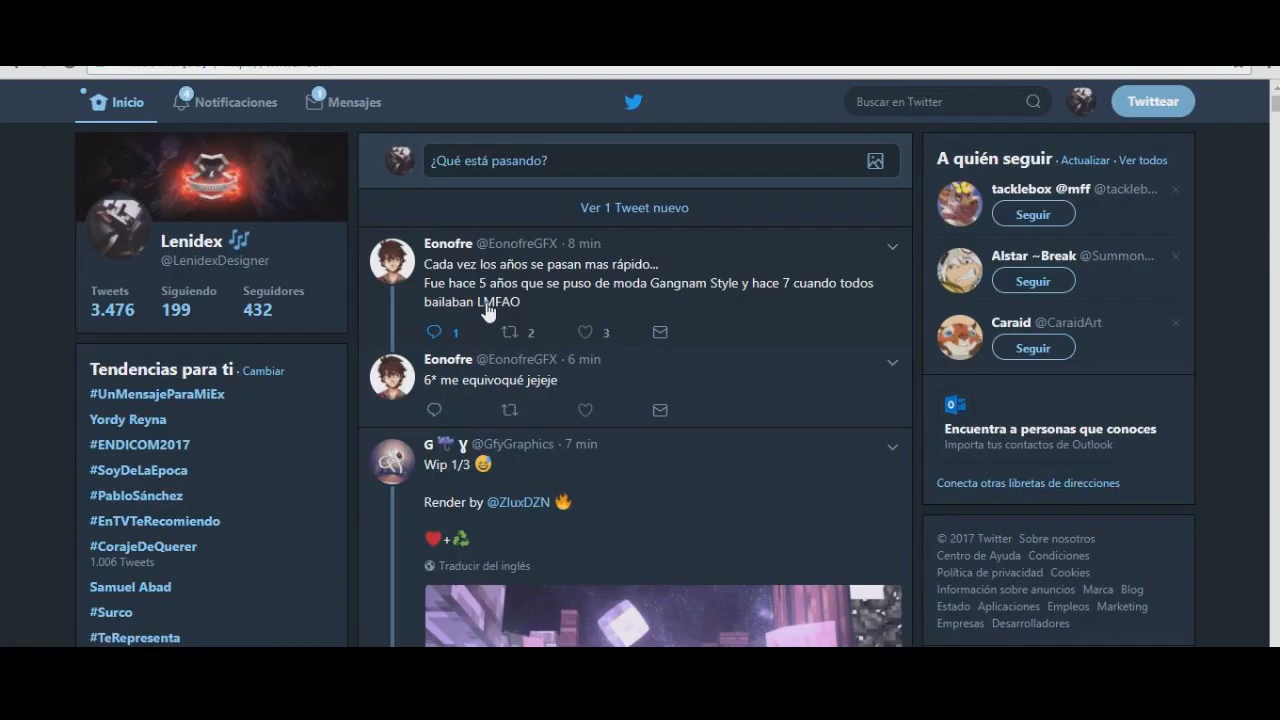 Inicio
4
Notificaciones
1
Mensajes
Buscar en Twitter
Twittear
Lenidex 🎶
@LenidexDesigner
Tweets Siguiendo Seguidores
3.476 199 432
Tendencias para ti · Cambiar
#UnMensajeParaMiEx
Yordy Reyna
#ENDICOM2017
#SoyDeLaEpoca
#PabloSánchez
#EnTVTeRecomiendo
#CorajeDeQuerer
1.006 Tweets
Samuel Abad
#Surco
#TeRepresenta
¿Qué está pasando?
Ver 1 Tweet nuevo
Eonofre @EonofreGFX · 8 min
Cada vez los años se pasan mas rápido...
Fue hace 5 años que se puso de moda Gangnam Style y hace 7 cuando todos
bailaban LMFAO
1 2 3
Eonofre @EonofreGFX · 6 min
6* me equivoqué jejeje
G ☔ Ɣ @GfyGraphics · 7 min
Wip 1/3 😅
Render by @ZluxDZN 🔥
❤️+♻️
Traducir del inglés
A quién seguir · Actualizar · Ver todos
tacklebox @mff @tackleb...
Seguir
Alstar ~Break @Summon...
Seguir
Caraid @CaraidArt
Seguir
Encuentra a personas que conoces
Importa tus contactos de Outlook
Conecta otras libretas de direcciones
© 2017 Twitter Sobre nosotros
Centro de Ayuda Condiciones
Política de privacidad Cookies
Información sobre anuncios Marca Blog
Estado Aplicaciones Empleos Marketing
Empresas Desarrolladores